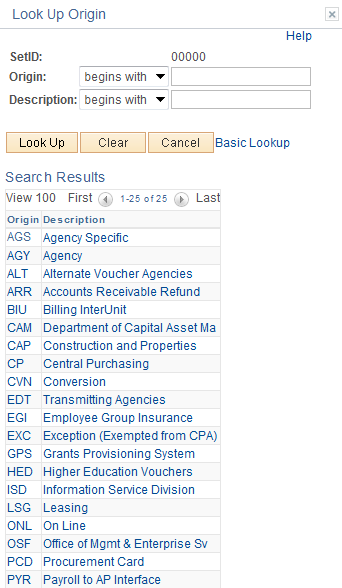 Look Up Origin
Help
SetID: 00000
Origin: begins with
Description: begins with
Look Up Clear Cancel Basic Lookup
Search Results
View 100 First 1-25 of 25 Last
Origin Description
AGS Agency Specific
AGY Agency
ALT Alternate Voucher Agencies
ARR Accounts Receivable Refund
BIU Billing InterUnit
CAM Department of Capital Asset Ma
CAP Construction and Properties
CP Central Purchasing
CVN Conversion
EDT Transmitting Agencies
EGI Employee Group Insurance
EXC Exception (Exempted from CPA)
GPS Grants Provisioning System
HED Higher Education Vouchers
ISD Information Service Division
LSG Leasing
ONL On Line
OSF Office of Mgmt & Enterprise Sv
PCD Procurement Card
PYR Payroll to AP Interface